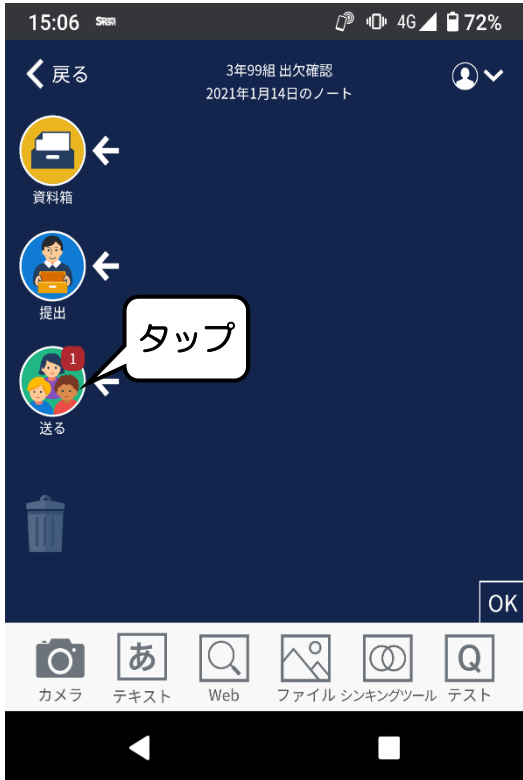 15:06
4G 72%
戻る
3年99組 出欠確認
2021年1月14日のノート
資料箱
提出
タップ
1
送る
OK
あ
Q
カメラ テキスト Web ファイル シンキングツール テスト